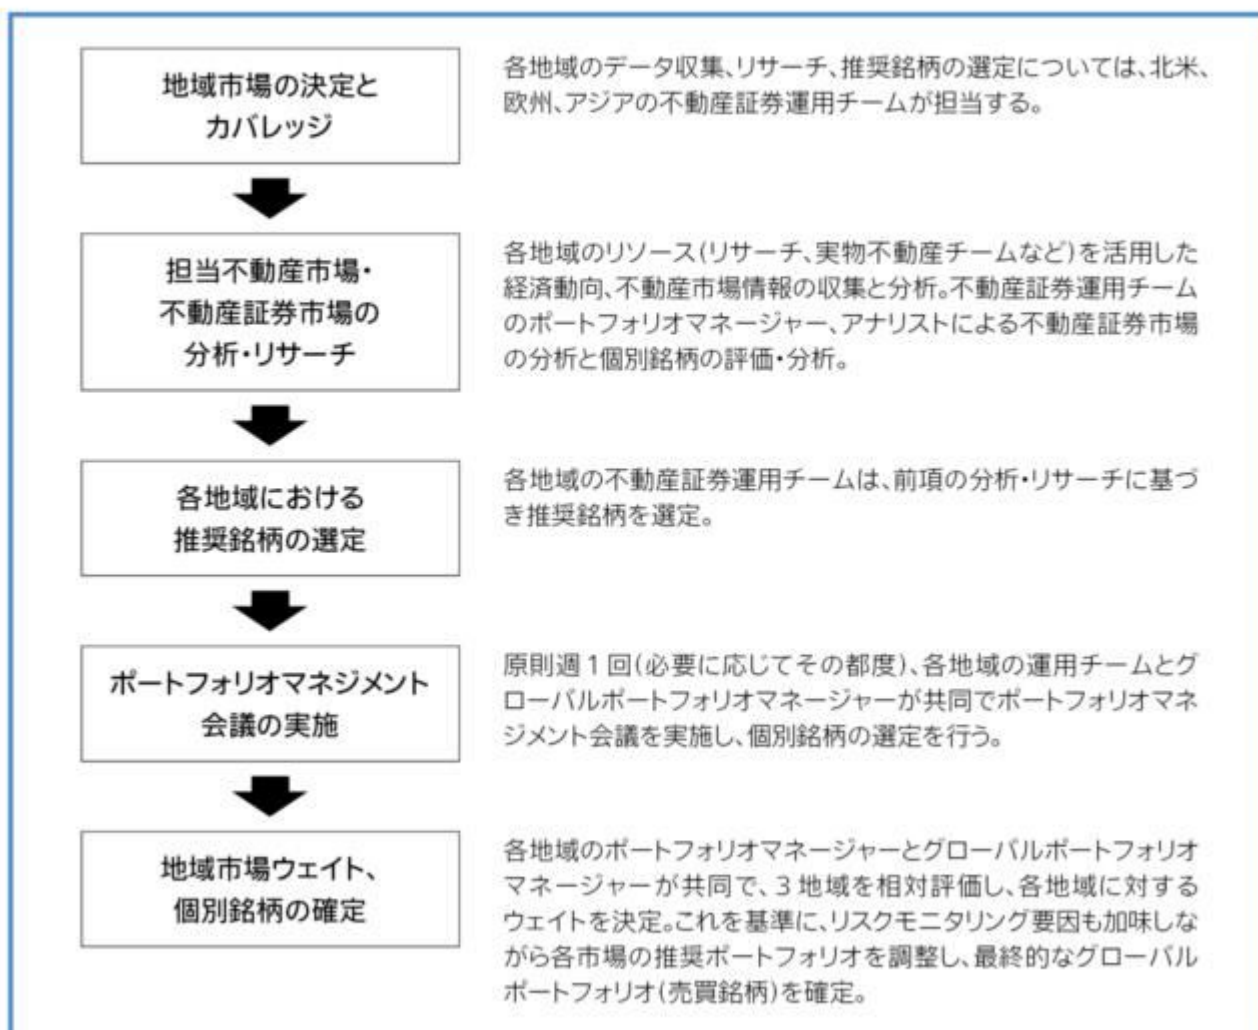 地域市場の決定と
カバレッジ
各地域のデータ収集、リサーチ、推奨銘柄の選定については、北米、
欧州、アジアの不動産証券運用チームが担当する。
担当不動産市場・
不動産証券市場の
分析・リサーチ
各地域のリソース(リサーチ、実物不動産チームなど)を活用した
経済動向、不動産市場情報の収集と分析。不動産証券運用チーム
のポートフォリオマネージャー、アナリストによる不動産証券市場
の分析と個別銘柄の評価・分析。
各地域における
推奨銘柄の選定
各地域の不動産証券運用チームは、前項の分析・リサーチに基づ
き推奨銘柄を選定。
ポートフォリオマネジメント
会議の実施
原則週1回(必要に応じてその都度)、各地域の運用チームとグ
ローバルポートフォリオマネージャーが共同でポートフォリオマネ
ジメント会議を実施し、個別銘柄の選定を行う。
地域市場ウェイト、
個別銘柄の確定
各地域のポートフォリオマネージャーとグローバルポートフォリオ
マネージャーが共同で、3地域を相対評価し、各地域に対する
ウェイトを決定。これを基準に、リスクモニタリング要因も加味しな
がら各市場の推奨ポートフォリオを調整し、最終的なグローバル
ポートフォリオ(売買銘柄)を確定。